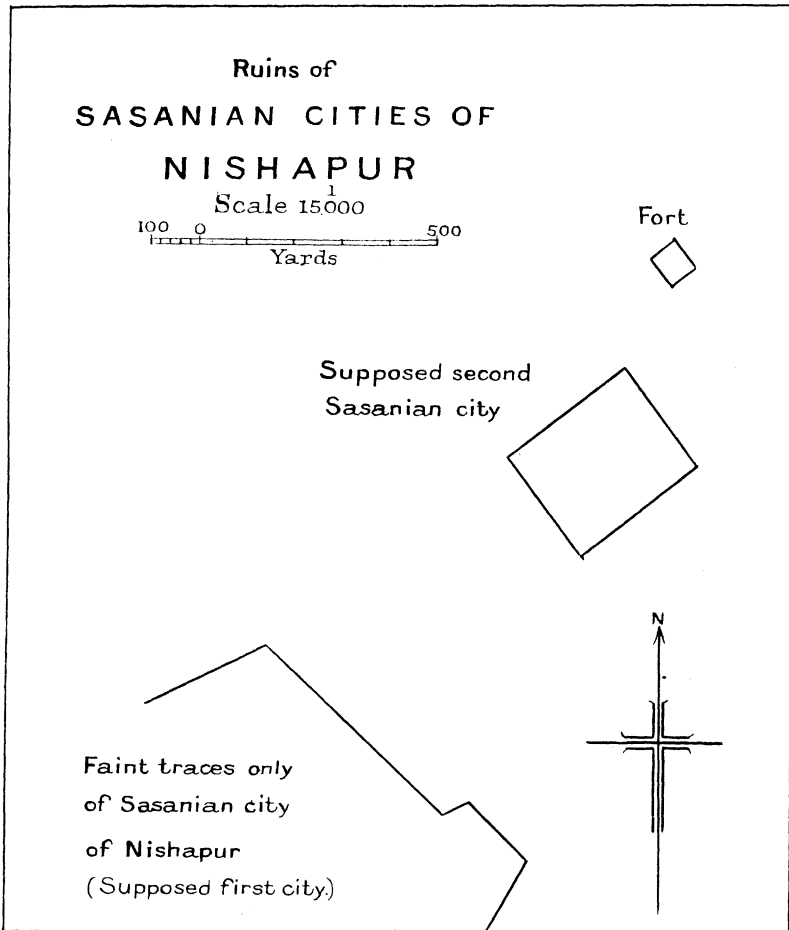 Ruins of
SASANIAN CITIES OF
NISHAPUR
Scale 1/15000
100 0 500
Yards
Fort
Supposed second
Sasanian city
N
Faint traces only
of Sasanian city
of Nishapur
(Supposed first city.)